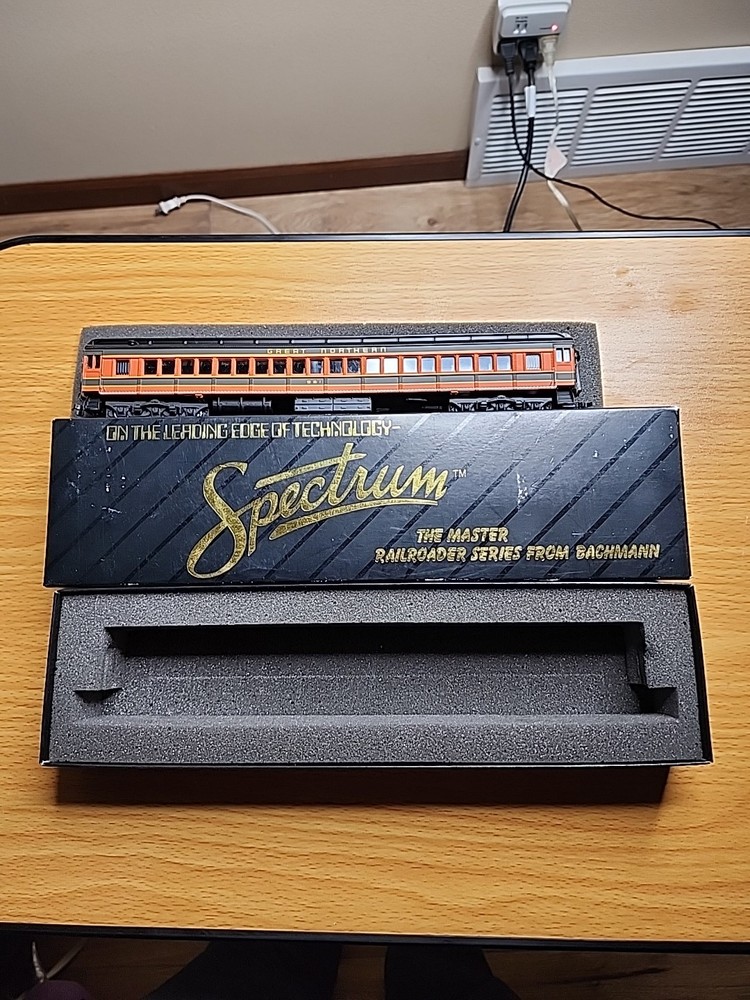 GREAT NORTHERN
ON THE LEADING EDGE OF TECHNOLOGY-
Spectrum™
THE MASTER
RAILROADER SERIES FROM BACHMANN